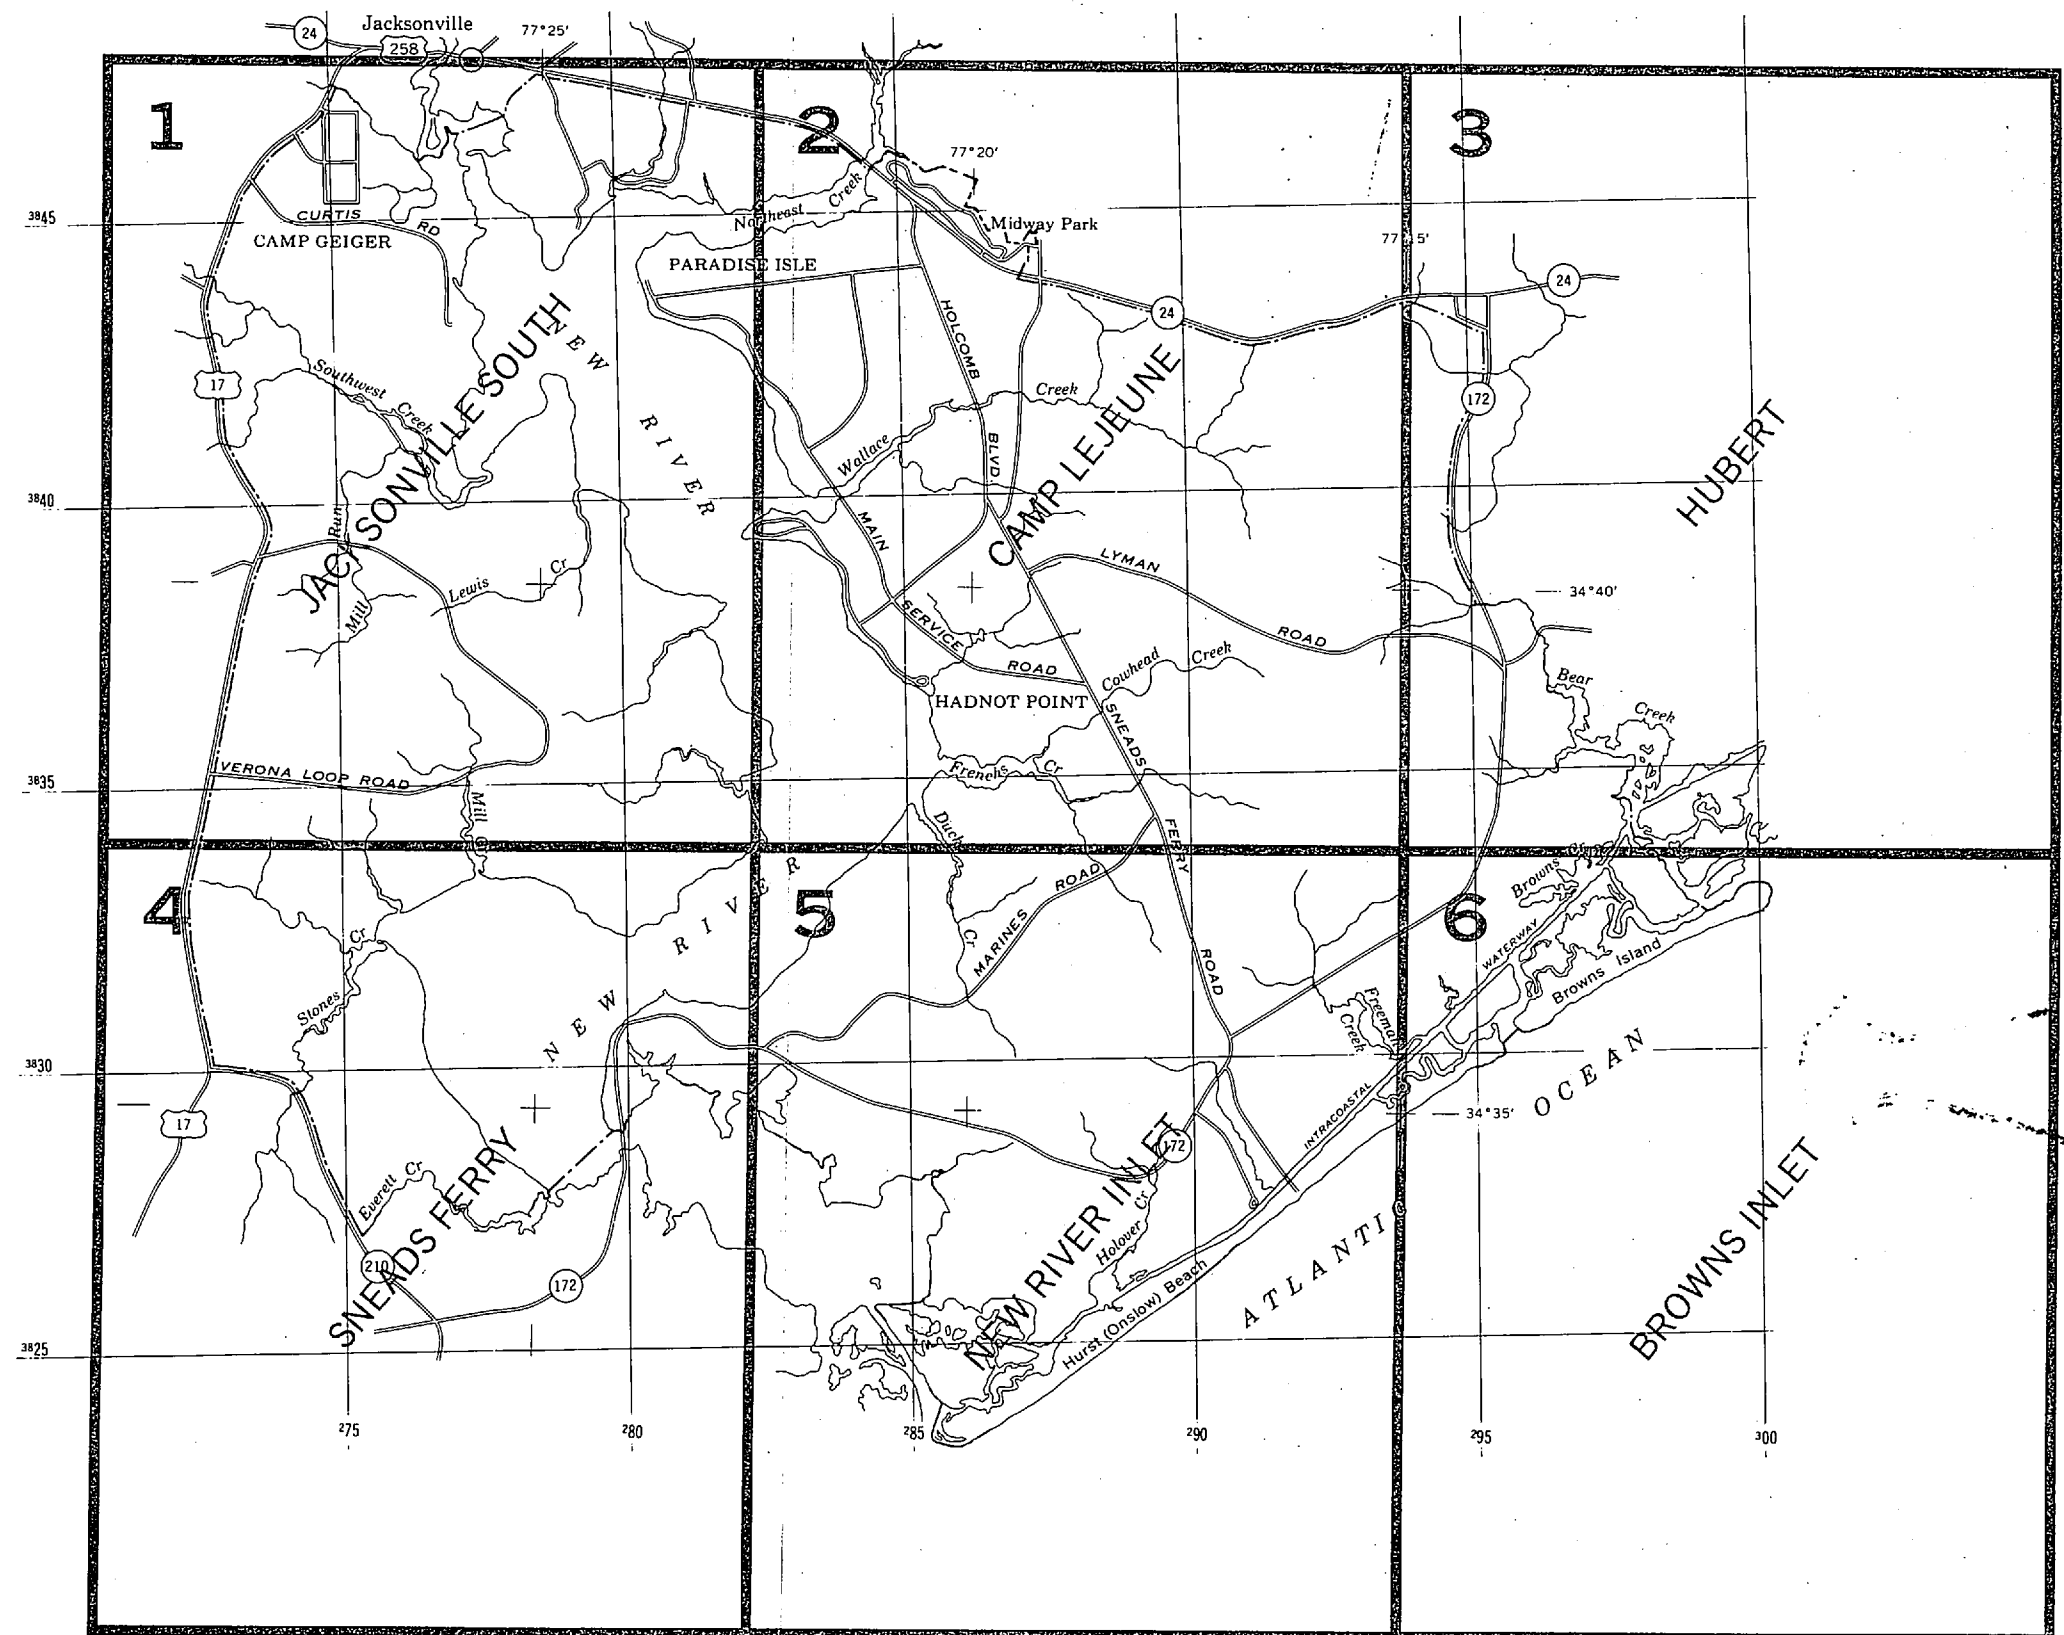 24
Jacksonville
258
77°25'
1
2
3
77°20'
3845
CURTIS RD
CAMP GEIGER
Northeast Creek
Midway Park
PARADISE ISLE
24
24
HOLCOMB BLVD.
NEW RIVER
17
Southwest Creek
JACKSONVILLE SOUTH
Wallace Creek
CAMP LEJEUNE
172
HUBERT
3840
MAIN SERVICE ROAD
LYMAN ROAD
Mill Run
Lewis Cr
34°40'
Cowhead Creek
HADNOT POINT
SNEADS FERRY ROAD
Bear Creek
3835
VERONA LOOP ROAD
Mill Cr
Frenchs Cr
Duck Cr
4
5
6
NEW RIVER
MARINES ROAD
Browns Cr
Stones Cr
Freeman Creek
INTRACOASTAL WATERWAY
Browns Island
3830
17
34°35'
ATLANTIC OCEAN
Everett Cr
SNEADS FERRY
210
172
172
Holover Cr
NEW RIVER INLET
Hurst (Onslow) Beach
BROWNS INLET
3825
275
280
285
290
295
300